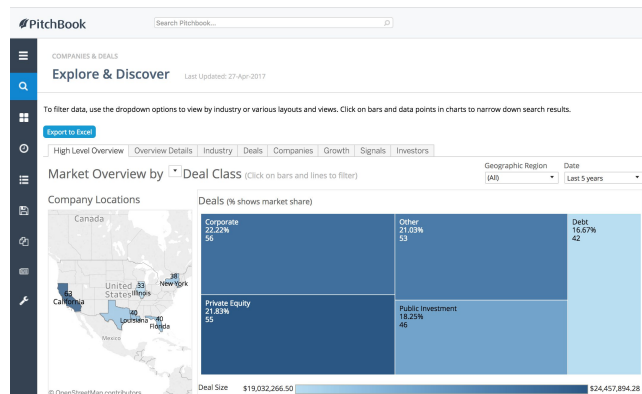 PitchBook
Search Pitchbook...
COMPANIES & DEALS
Explore & Discover Last Updated: 27-Apr-2017
To filter data, use the dropdown options to view by industry or various layouts and views. Click on bars and data points in charts to narrow down search results.
Export to Excel
High Level Overview Overview Details Industry Deals Companies Growth Signals Investors
Market Overview by Deal Class (Click on bars and lines to filter)
Geographic Region Date
(All) Last 5 years
Company Locations
Canada
United States
Mexico
63
California
33
Illinois
38
New York
40
Louisiana
40
Florida
© OpenStreetMap contributors
Deals (% shows market share)
Corporate
22.22%
56
Other
21.03%
53
Debt
16.67%
42
Private Equity
21.83%
55
Public Investment
18.25%
46
Deal Size $19,032,266.50 $24,457,894.28